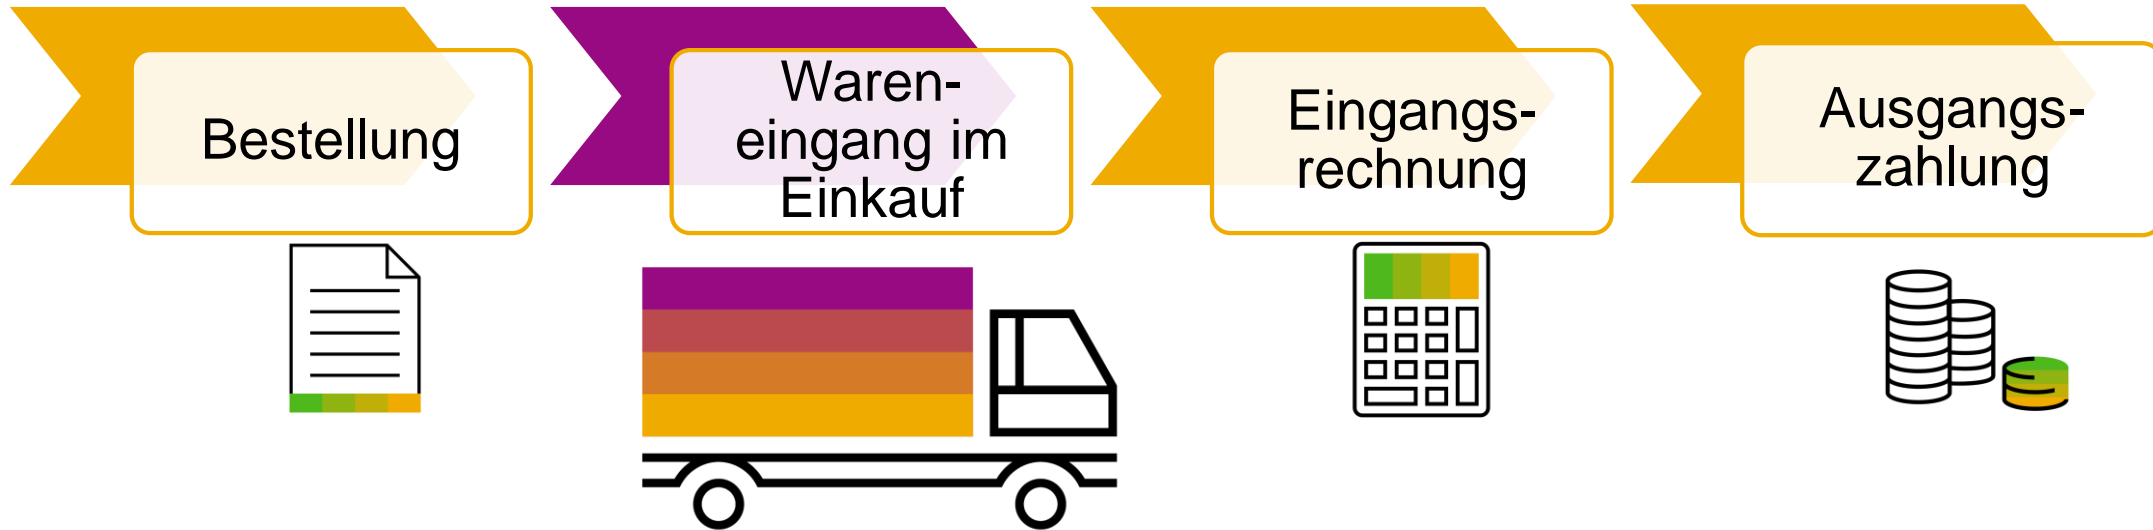 Bestellung
Waren-
eingang im
Einkauf
Eingangs-
rechnung
Ausgangs-
zahlung